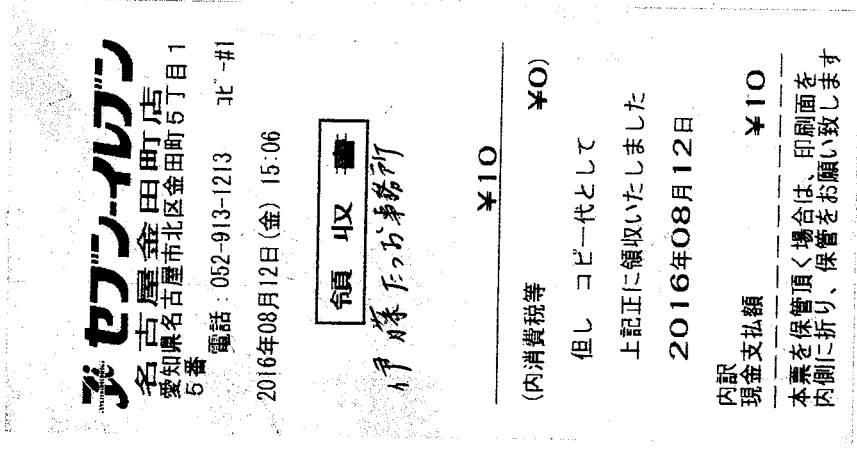 セブン-イレブン
名古屋金田町店
愛知県名古屋市北区金田町5丁目1
5番
電話:052-913-1213 コピー#1
2016年08月12日(金) 15:06
領収書
伊藤たつお事務所
¥10
(内消費税等 ¥0)
但し コピー代として
上記正に領収いたしました
2016年08月12日
内訳
現金支払額 ¥10
本票を保管頂く場合は、印刷面を
内側に折り、保管をお願い致します